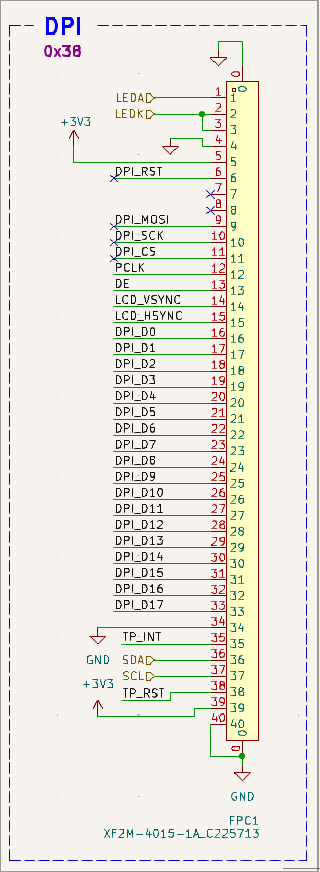 DPI
0x38
0
0
LEDA 1 1
LEDK 2 2
3 3
4 4
+3V3 5 5
DPI_RST 6 6
7 7
8 8
DPI_MOSI 9 9
DPI_SCK 10 10
DPI_CS 11 11
PCLK 12 12
DE 13 13
LCD_VSYNC 14 14
LCD_HSYNC 15 15
DPI_D0 16 16
DPI_D1 17 17
DPI_D2 18 18
DPI_D3 19 19
DPI_D4 20 20
DPI_D5 21 21
DPI_D6 22 22
DPI_D7 23 23
DPI_D8 24 24
DPI_D9 25 25
DPI_D10 26 26
DPI_D11 27 27
DPI_D12 28 28
DPI_D13 29 29
DPI_D14 30 30
DPI_D15 31 31
DPI_D16 32 32
DPI_D17 33 33
34 34
TP_INT 35 35
GND SDA 36 36
SCL 37 37
+3V3 TP_RST 38 38
39 39
40 40
0
GND
FPC1
XF2M-4015-1A_C225713